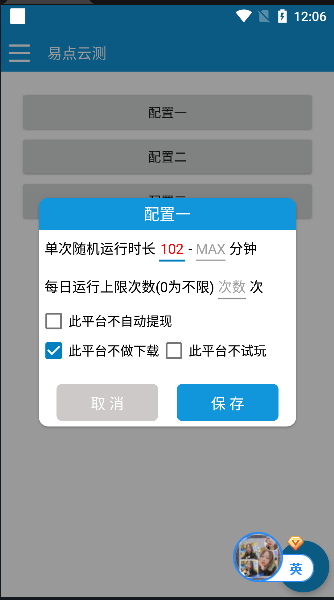 12:06
易点云测
配置一
配置二
配置一
单次随机运行时长 102 - MAX 分钟
每日运行上限次数(0为不限) 次数 次
此平台不自动提现
此平台不做下载 此平台不试玩
取 消 保 存
英